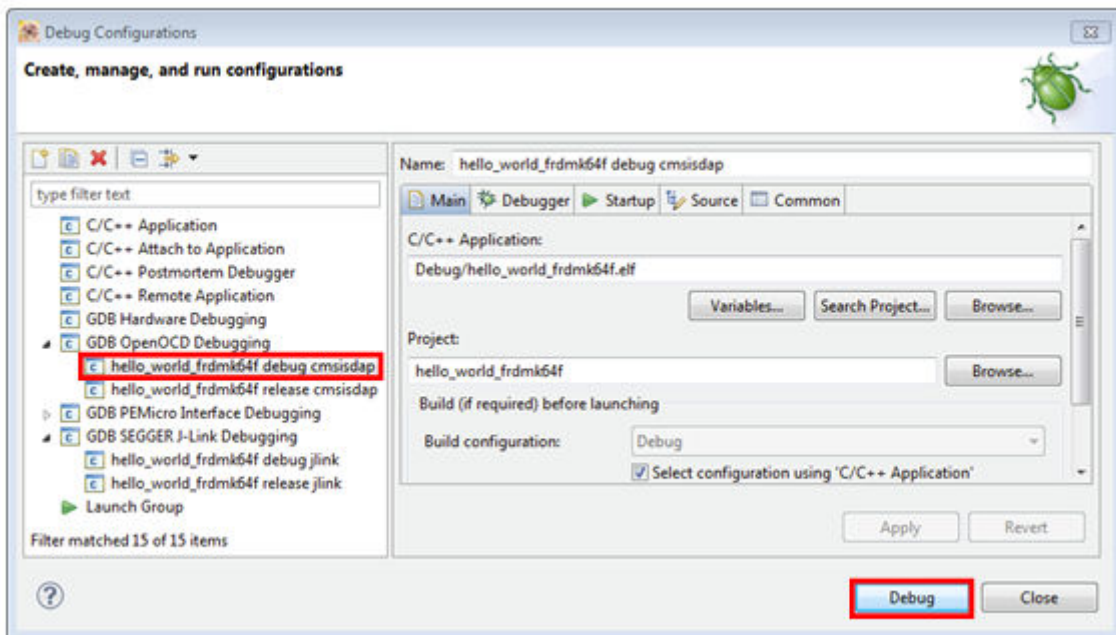 Debug Configurations
Create, manage, and run configurations
type filter text
C/C++ Application
C/C++ Attach to Application
C/C++ Postmortem Debugger
C/C++ Remote Application
GDB Hardware Debugging
GDB OpenOCD Debugging
hello_world_frdmk64f debug cmsisdap
hello_world_frdmk64f release cmsisdap
GDB PEMicro Interface Debugging
GDB SEGGER J-Link Debugging
hello_world_frdmk64f debug jlink
hello_world_frdmk64f release jlink
Launch Group
Filter matched 15 of 15 items
Name: hello_world_frdmk64f debug cmsisdap
Main Debugger Startup Source Common
C/C++ Application:
Debug/hello_world_frdmk64f.elf
Variables... Search Project... Browse...
Project:
hello_world_frdmk64f
Browse...
Build (if required) before launching
Build configuration: Debug
Select configuration using 'C/C++ Application'
Apply Revert
? Debug Close